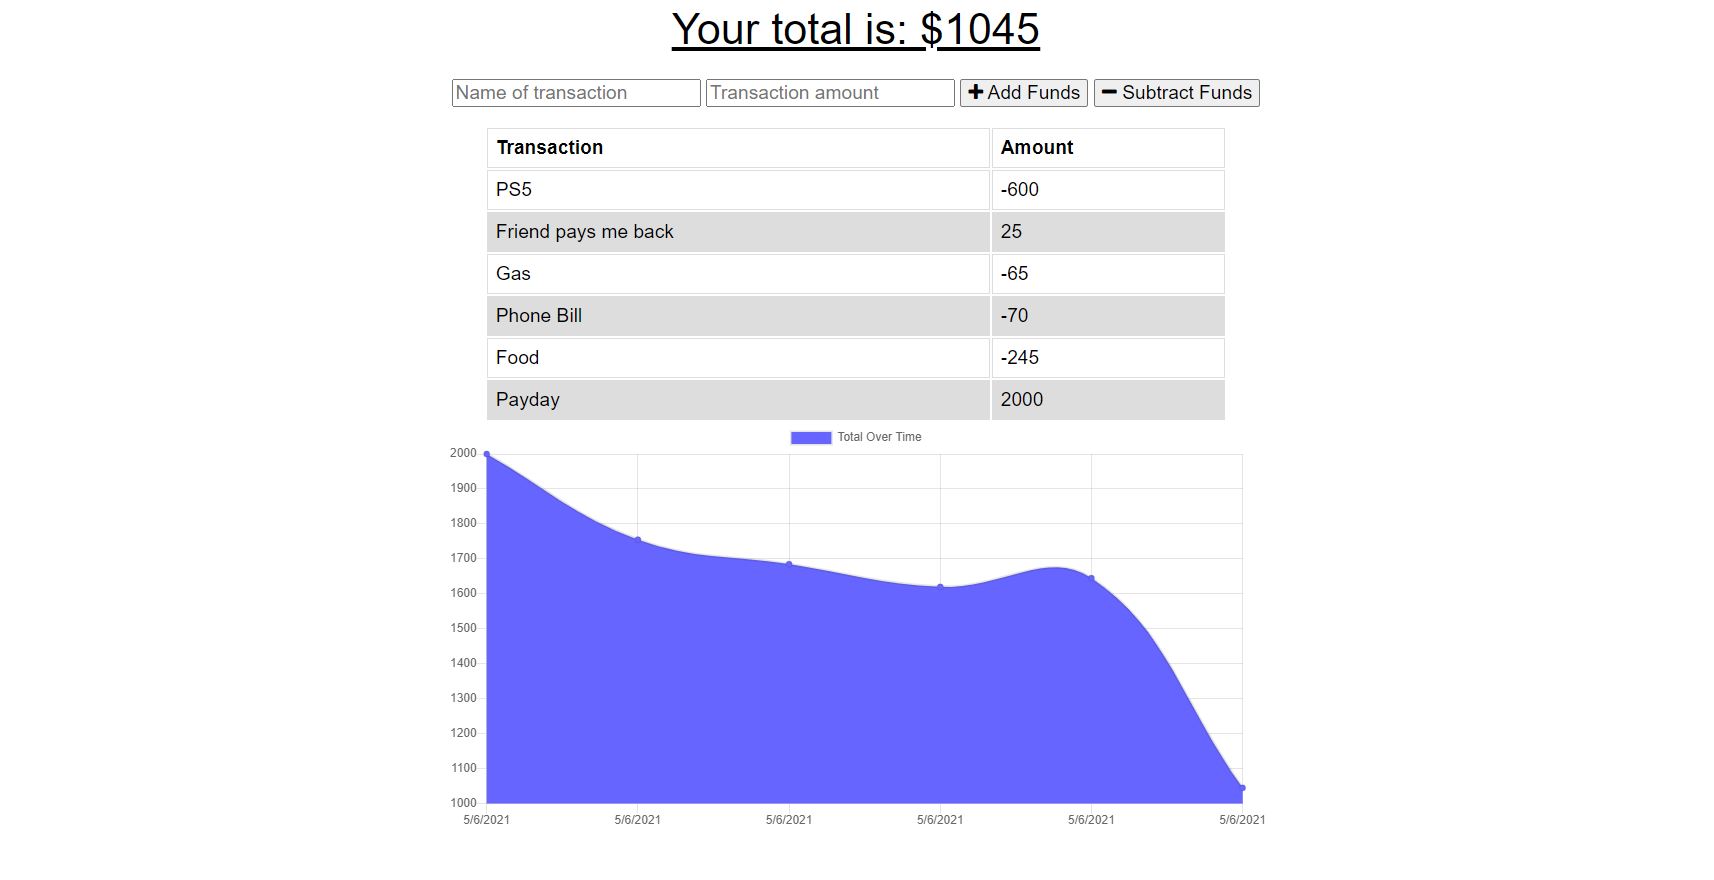 Your total is: $1045
Name of transaction Transaction amount Add Funds Subtract Funds
Transaction Amount
PS5 -600
Friend pays me back 25
Gas -65
Phone Bill -70
Food -245
Payday 2000
Total Over Time
2000
1900
1800
1700
1600
1500
1400
1300
1200
1100
1000
5/6/2021 5/6/2021 5/6/2021 5/6/2021 5/6/2021 5/6/2021